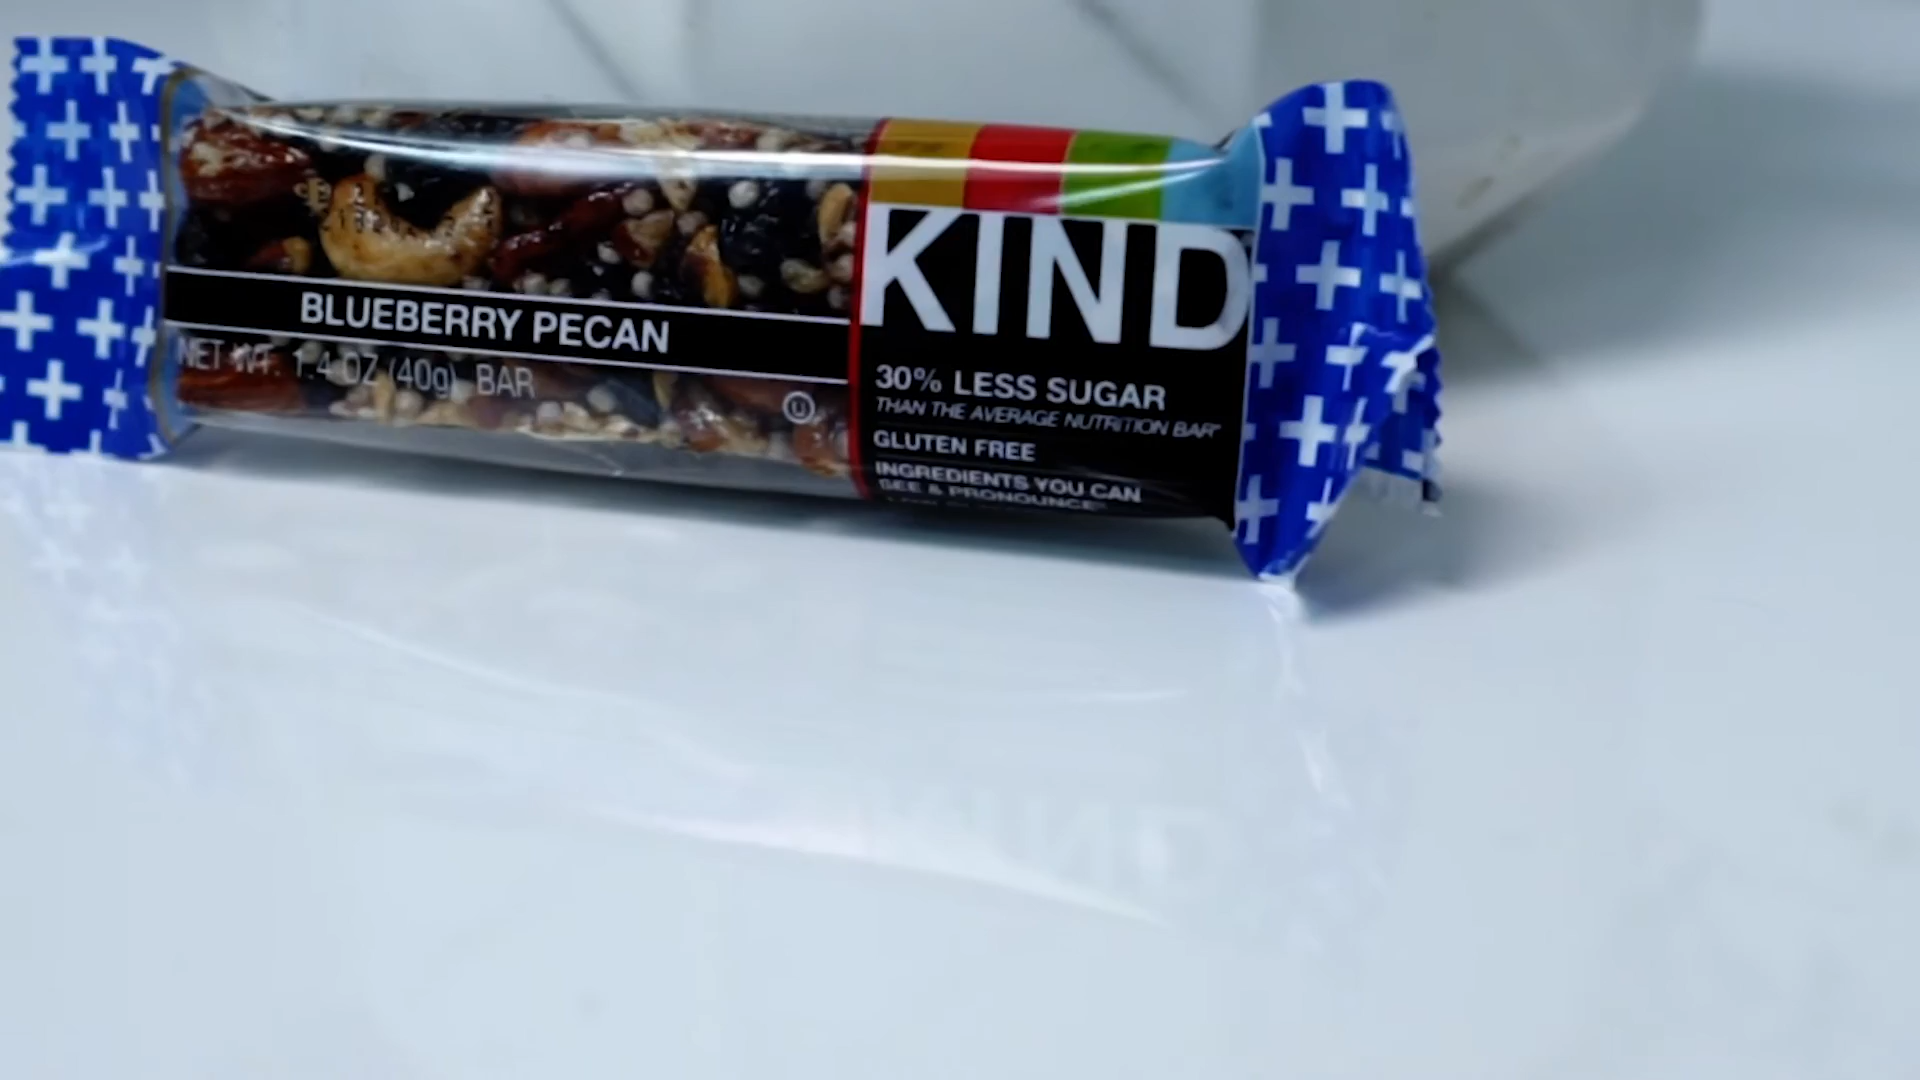 KIND
BLUEBERRY PECAN
NET WT. 1.4 OZ (40g) BAR
U
30% LESS SUGAR
THAN THE AVERAGE NUTRITION BAR*
GLUTEN FREE
INGREDIENTS YOU CAN
SEE & PRONOUNCE®